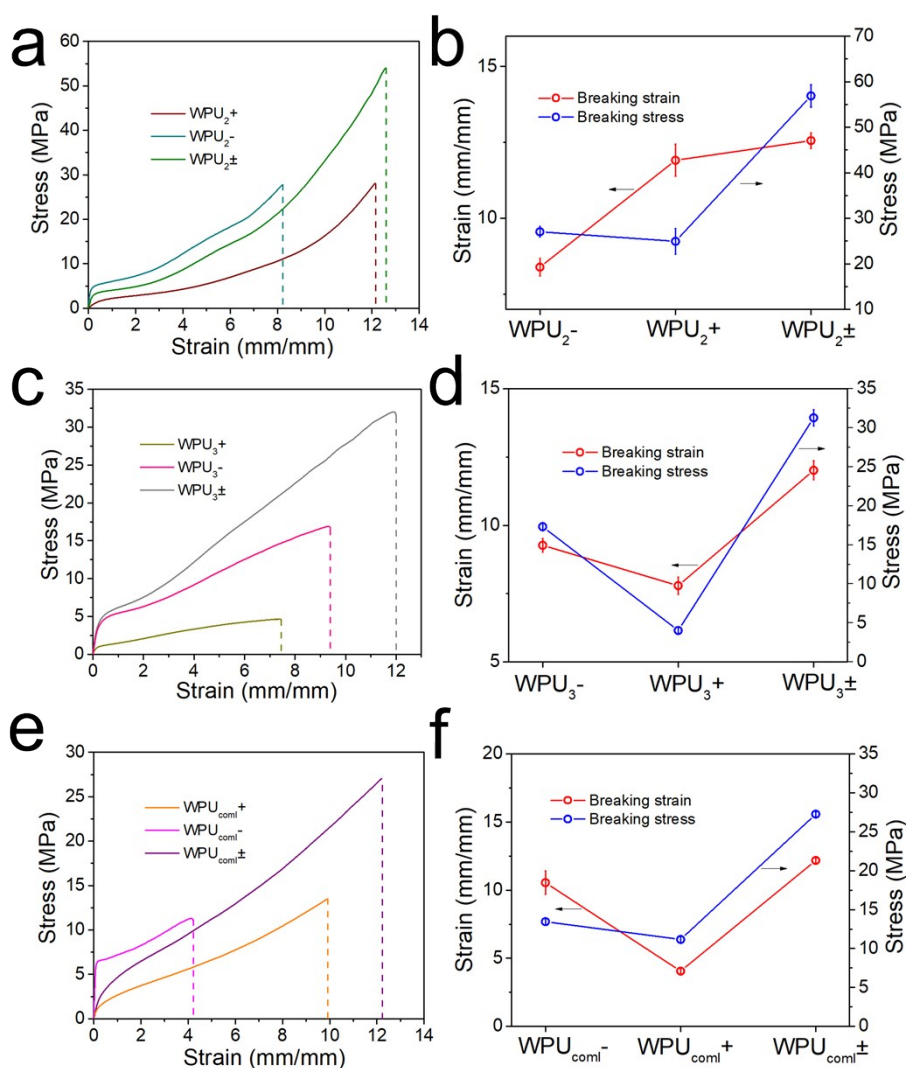 a
60
50
40
30
20
10
0
Stress (MPa)
WPU2+
WPU2-
WPU2±
0 2 4 6 8 10 12 14
Strain (mm/mm)
b
15
10
Strain (mm/mm)
Breaking strain
Breaking stress
70
60
50
40
30
20
10
Stress (MPa)
WPU2- WPU2+ WPU2±
c
35
30
25
20
15
10
5
0
Stress (MPa)
WPU3+
WPU3-
WPU3±
0 2 4 6 8 10 12
Strain (mm/mm)
d
15
10
5
Strain (mm/mm)
Breaking strain
Breaking stress
35
30
25
20
15
10
5
0
Stress (MPa)
WPU3- WPU3+ WPU3±
e
30
25
20
15
10
5
0
Stress (MPa)
WPUcoml+
WPUcoml-
WPUcoml±
0 2 4 6 8 10 12 14
Strain (mm/mm)
f
20
15
10
5
0
Strain (mm/mm)
Breaking strain
Breaking stress
35
30
25
20
15
10
5
0
Stress (MPa)
WPUcoml- WPUcoml+ WPUcoml±